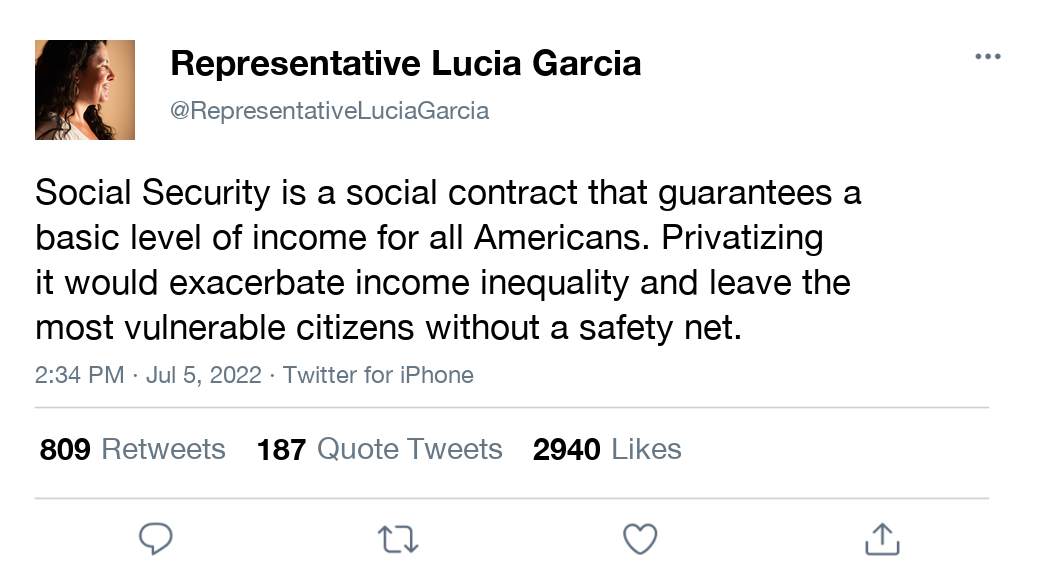 Representative Lucia Garcia
@RepresentativeLuciaGarcia
Social Security is a social contract that guarantees a
basic level of income for all Americans. Privatizing
it would exacerbate income inequality and leave the
most vulnerable citizens without a safety net.
2:34 PM · Jul 5, 2022 · Twitter for iPhone
809 Retweets 187 Quote Tweets 2940 Likes